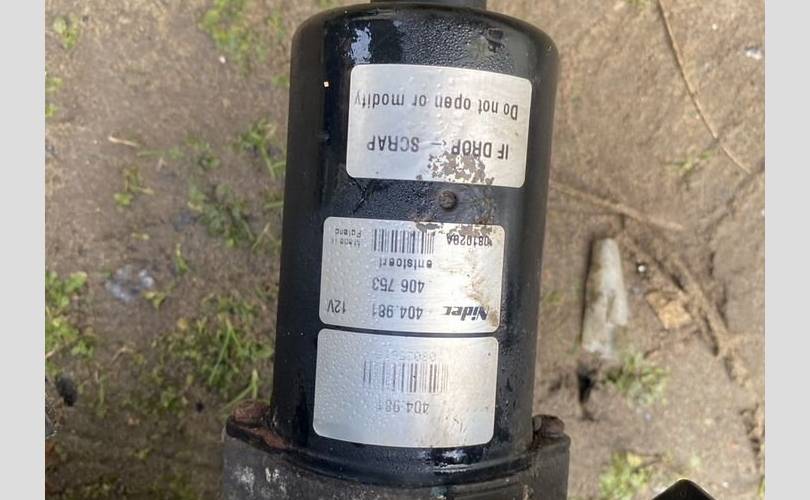 404.981
Nidec 404.981 12V
406 753
entstoert
Made in
Poland
IF DROP – SCRAP
Do not open or modify